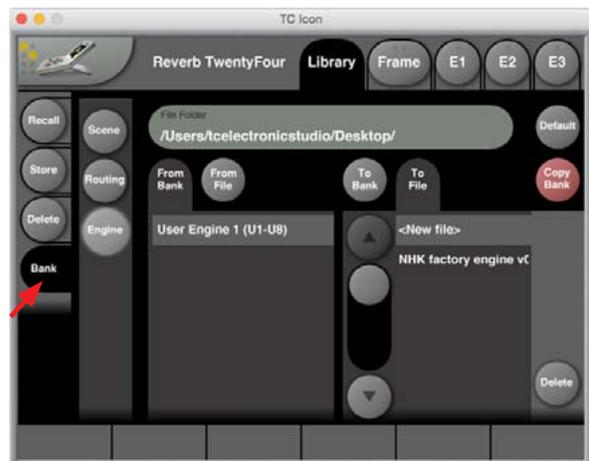 TC Icon
Reverb TwentyFour
Library
Frame
E1
E2
E3
Recall
Store
Delete
Bank
Scene
Routing
Engine
File Folder
/Users/tcelectronicstudio/Desktop/
Default
From
Bank
From
File
To
Bank
To
File
Copy
Bank
User Engine 1 (U1-U8)
<New file>
NHK factory engine v0
Delete